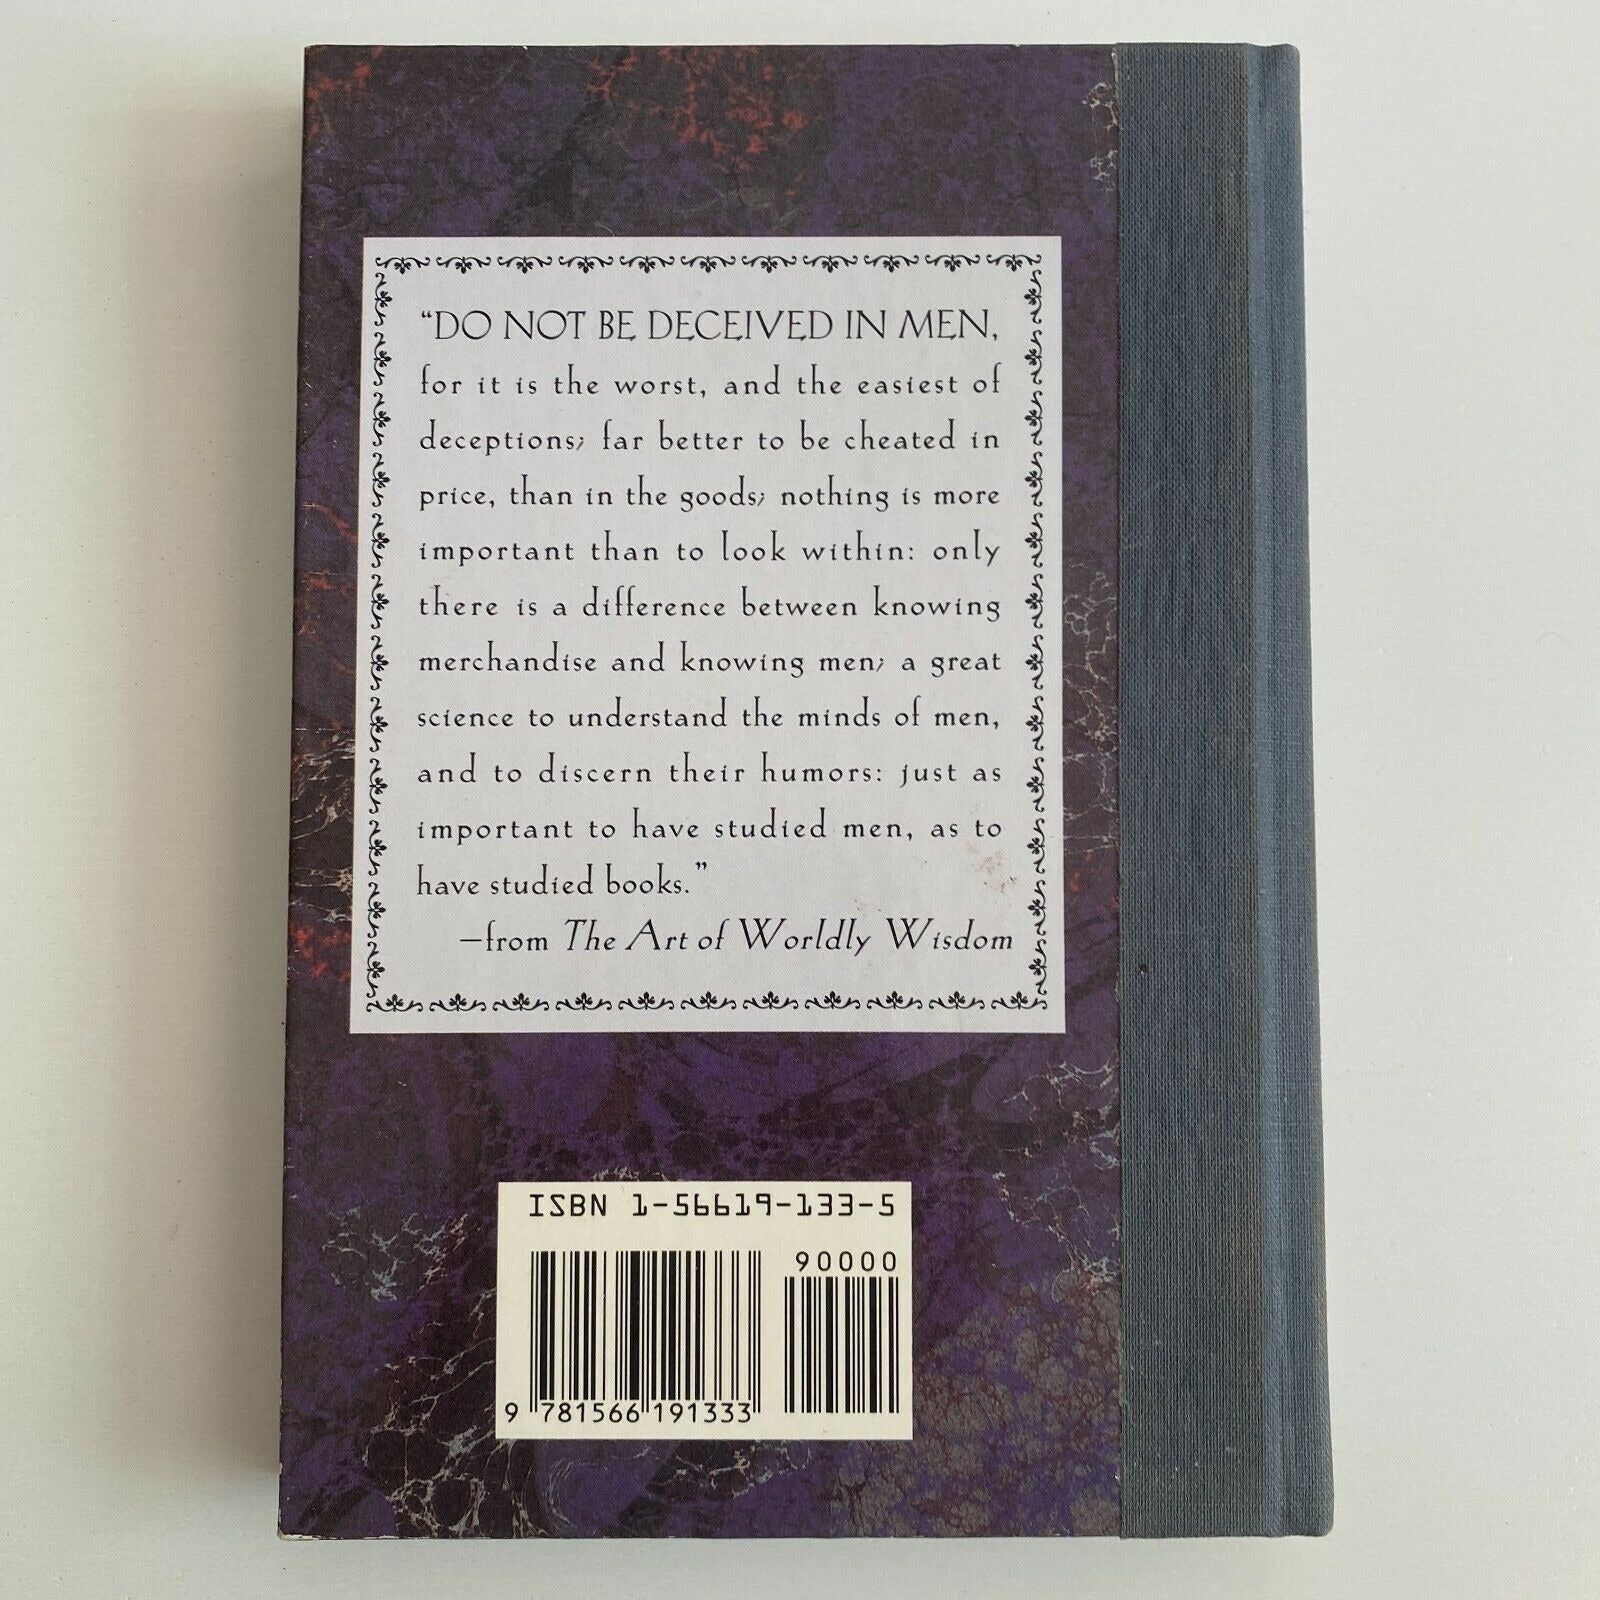 “DO NOT BE DECEIVED IN MEN,
for it is the worst, and the easiest of
deceptions; far better to be cheated in
price, than in the goods; nothing is more
important than to look within: only
there is a difference between knowing
merchandise and knowing men; a great
science to understand the minds of men,
and to discern their humors: just as
important to have studied men, as to
have studied books.”
—from The Art of Worldly Wisdom
ISBN 1-56619-133-5
90000
9 781566 191333